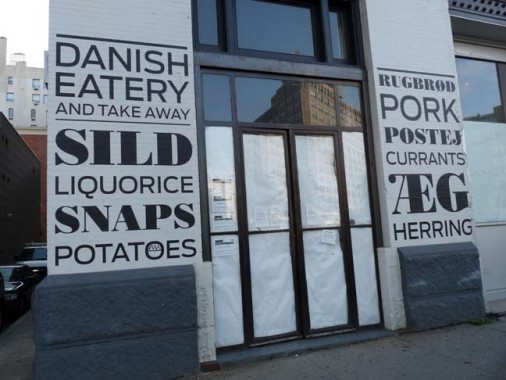 DANISH
EATERY
AND TAKE AWAY
SILD
LIQUORICE
SNAPS
POTATOES
RUGBRØD
PORK
POSTEJ
CURRANTS
ÆG
HERRING